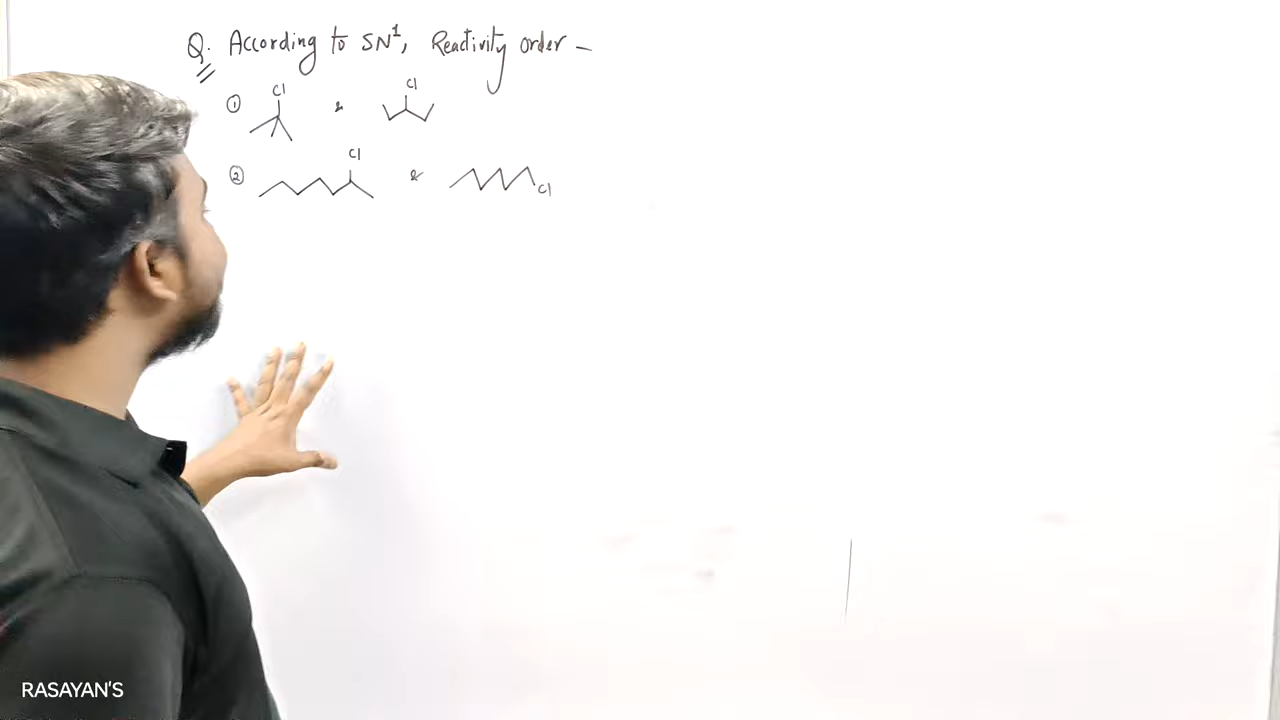 Q. According to SN¹, Reactivity order –
Cl Cl
① &
Cl
② & Cl
RASAYAN'S